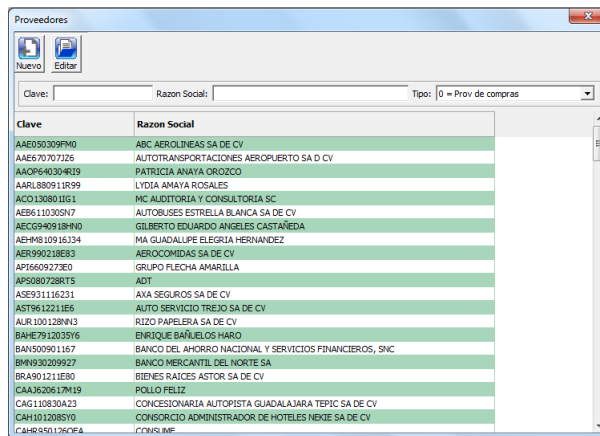 Proveedores
Nuevo Editar
Clave: Razon Social: Tipo: 0 = Prov de compras
Clave Razon Social
AAE050309FM0 ABC AEROLINEAS SA DE CV
AAE670707JZ6 AUTOTRANSPORTACIONES AEROPUERTO SA D CV
AAOP640304RI9 PATRICIA ANAYA OROZCO
AARL880911R99 LYDIA AMAYA ROSALES
ACO130801IG1 MC AUDITORIA Y CONSULTORIA SC
AEB611030SN7 AUTOBUSES ESTRELLA BLANCA SA DE CV
AECG940918HN0 GILBERTO EDUARDO ANGELES CASTAÑEDA
AEHM810916J34 MA GUADALUPE ELEGRIA HERNANDEZ
AER990218E83 AEROCOMIDAS SA DE CV
API6609273E0 GRUPO FLECHA AMARILLA
APS080728RT5 ADT
ASE931116231 AXA SEGUROS SA DE CV
AST9612211E6 AUTO SERVICIO TREJO SA DE CV
AUR100128NN3 RIZO PAPELERA SA DE CV
BAHE7912035Y6 ENRIQUE BAÑUELOS HARO
BAN500901167 BANCO DEL AHORRO NACIONAL Y SERVICIOS FINANCIEROS, SNC
BMN930209927 BANCO MERCANTIL DEL NORTE SA
BRA901211E80 BIENES RAICES ASTOR SA DE CV
CAAJ620617M19 POLLO FELIZ
CAG110830A23 CONCESIONARIA AUTOPISTA GUADALAJARA TEPIC SA DE CV
CAH101208SY0 CONSORCIO ADMINISTRADOR DE HOTELES NEKIE SA DE CV
CAHR950126QEA CONSUME